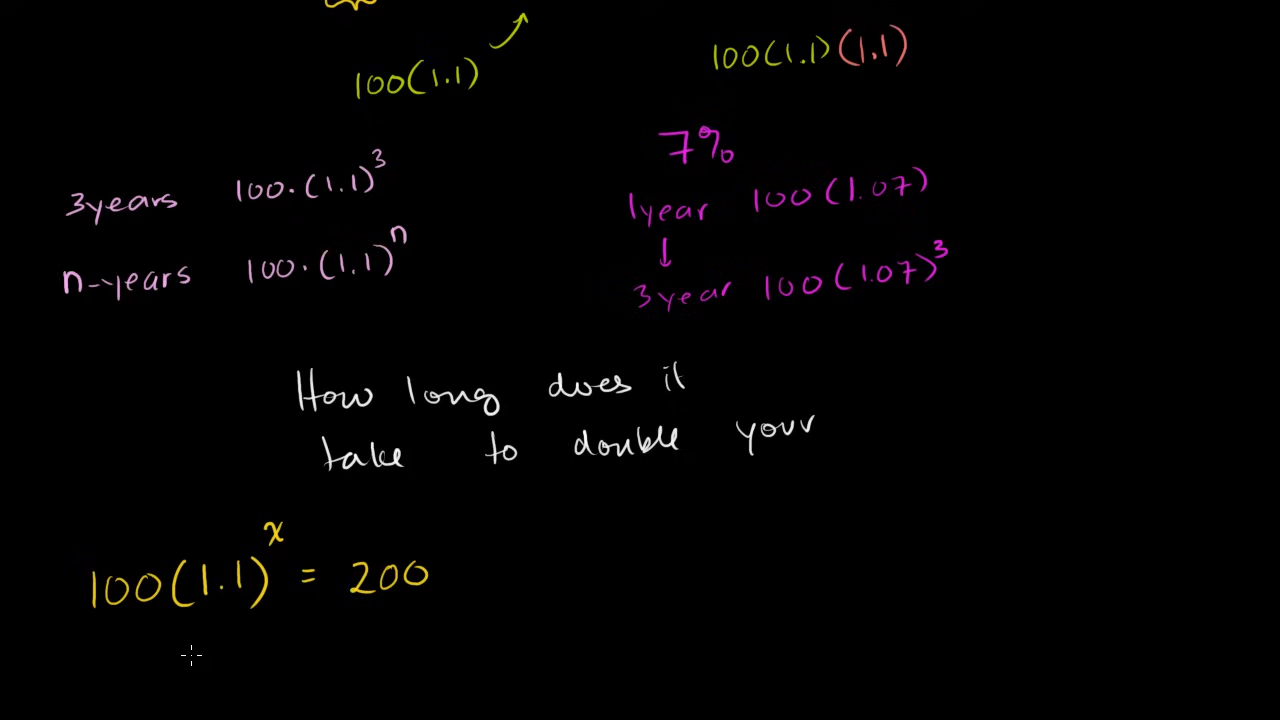 100(1.1)
100(1.1)(1.1)
7%
3years 100·(1.1)³
1year 100(1.07)
n-years 100·(1.1)ⁿ
↓
3year 100(1.07)³
How long does it
take to double your
100(1.1)ˣ = 200